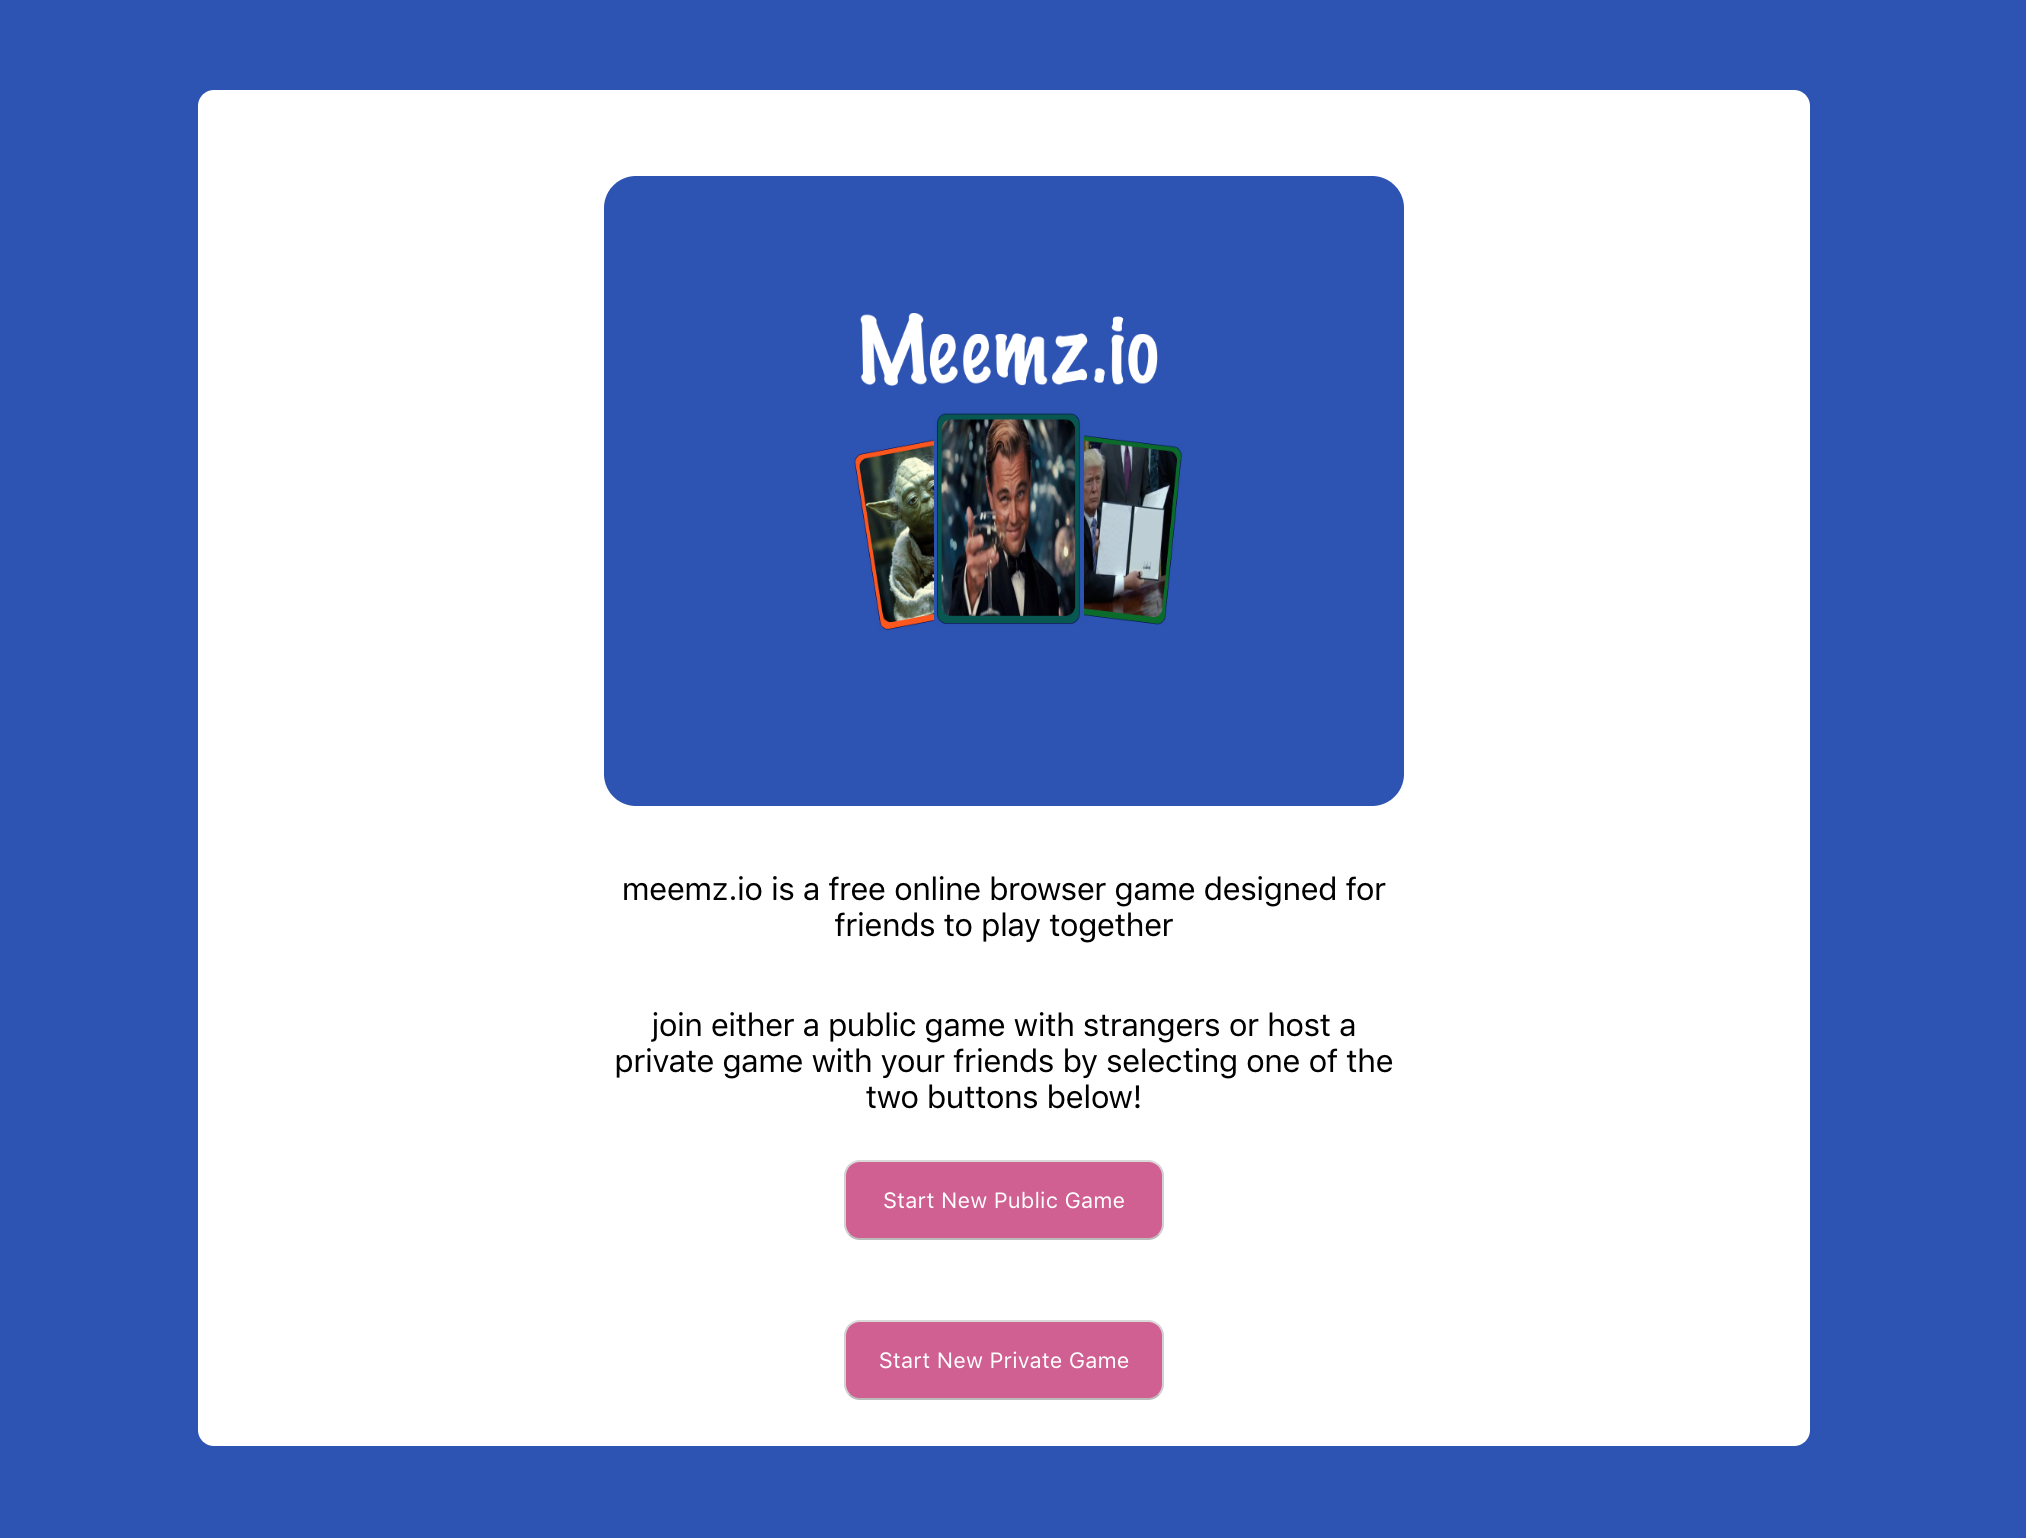 Meemz.io
meemz.io is a free online browser game designed for
friends to play together
join either a public game with strangers or host a
private game with your friends by selecting one of the
two buttons below!
Start New Public Game
Start New Private Game